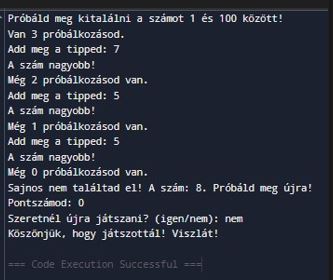 Próbáld meg kitalálni a számot 1 és 100 között!
Van 3 próbálkozásod.
Add meg a tipped: 7
A szám nagyobb!
Még 2 próbálkozásod van.
Add meg a tipped: 5
A szám nagyobb!
Még 1 próbálkozásod van.
Add meg a tipped: 5
A szám nagyobb!
Még 0 próbálkozásod van.
Sajnos nem találtad el! A szám: 8. Próbáld meg újra!
Pontszámod: 0
Szeretnél újra játszani? (igen/nem): nem
Köszönjük, hogy játszottál! Viszlát!
=== Code Execution Successful ===